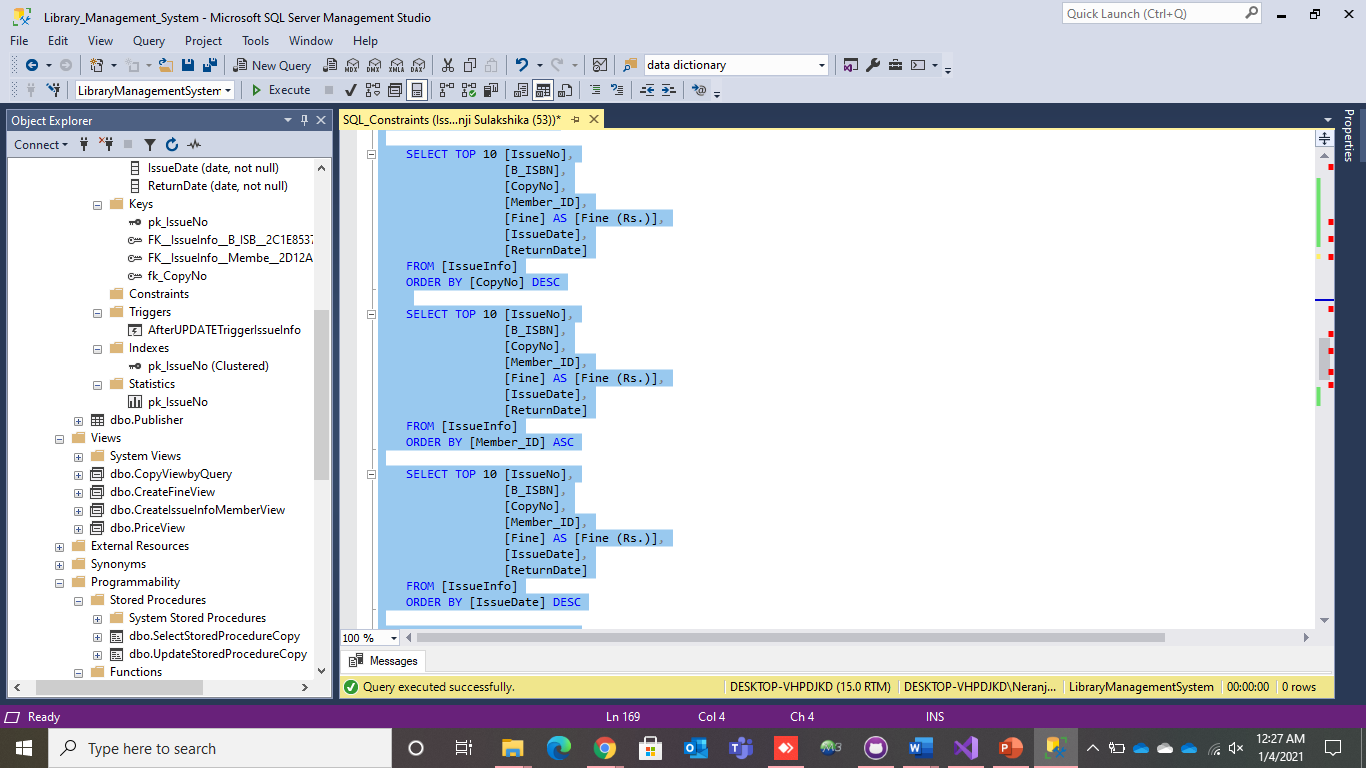 Library_Management_System - Microsoft SQL Server Management Studio
Quick Launch (Ctrl+Q)
File Edit View Query Project Tools Window Help
New Query
MDX DMX XMLA DAX
data dictionary
LibraryManagementSystem
Execute
Object Explorer
SQL_Constraints (Iss...nji Sulakshika (53))*
Properties
Connect
IssueDate (date, not null)
ReturnDate (date, not null)
Keys
pk_IssueNo
FK__IssueInfo__B_ISB__2C1E8537
FK__IssueInfo__Membe__2D12A
fk_CopyNo
Constraints
Triggers
AfterUPDATETriggerIssueInfo
Indexes
pk_IssueNo (Clustered)
Statistics
pk_IssueNo
dbo.Publisher
Views
System Views
dbo.CopyViewbyQuery
dbo.CreateFineView
dbo.CreateIssueInfoMemberView
dbo.PriceView
External Resources
Synonyms
Programmability
Stored Procedures
System Stored Procedures
dbo.SelectStoredProcedureCopy
dbo.UpdateStoredProcedureCopy
Functions
SELECT TOP 10 [IssueNo],
[B_ISBN],
[CopyNo],
[Member_ID],
[Fine] AS [Fine (Rs.)],
[IssueDate],
[ReturnDate]
FROM [IssueInfo]
ORDER BY [CopyNo] DESC
SELECT TOP 10 [IssueNo],
[B_ISBN],
[CopyNo],
[Member_ID],
[Fine] AS [Fine (Rs.)],
[IssueDate],
[ReturnDate]
FROM [IssueInfo]
ORDER BY [Member_ID] ASC
SELECT TOP 10 [IssueNo],
[B_ISBN],
[CopyNo],
[Member_ID],
[Fine] AS [Fine (Rs.)],
[IssueDate],
[ReturnDate]
FROM [IssueInfo]
ORDER BY [IssueDate] DESC
100 %
Messages
Query executed successfully.
DESKTOP-VHPDJKD (15.0 RTM) DESKTOP-VHPDJKD\Neranj... LibraryManagementSystem 00:00:00 0 rows
Ready Ln 169 Col 4 Ch 4 INS
Type here to search
12:27 AM
1/4/2021